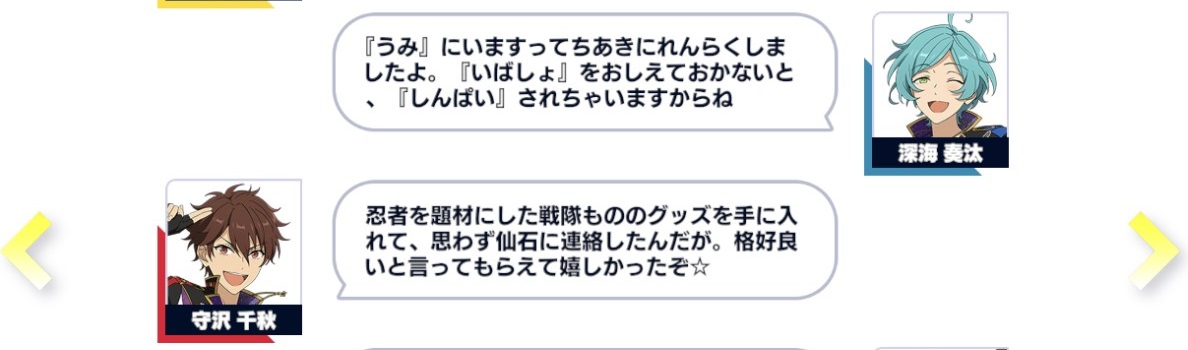 『うみ』にいますってちあきにれんらくしま
したよ。『いばしょ』をおしえておかないと
、『しんぱい』されちゃいますからね
深海 奏汰
忍者を題材にした戦隊もののグッズを手に入
れて、思わず仙石に連絡したんだが。格好良
いと言ってもらえて嬉しかったぞ☆
守沢 千秋